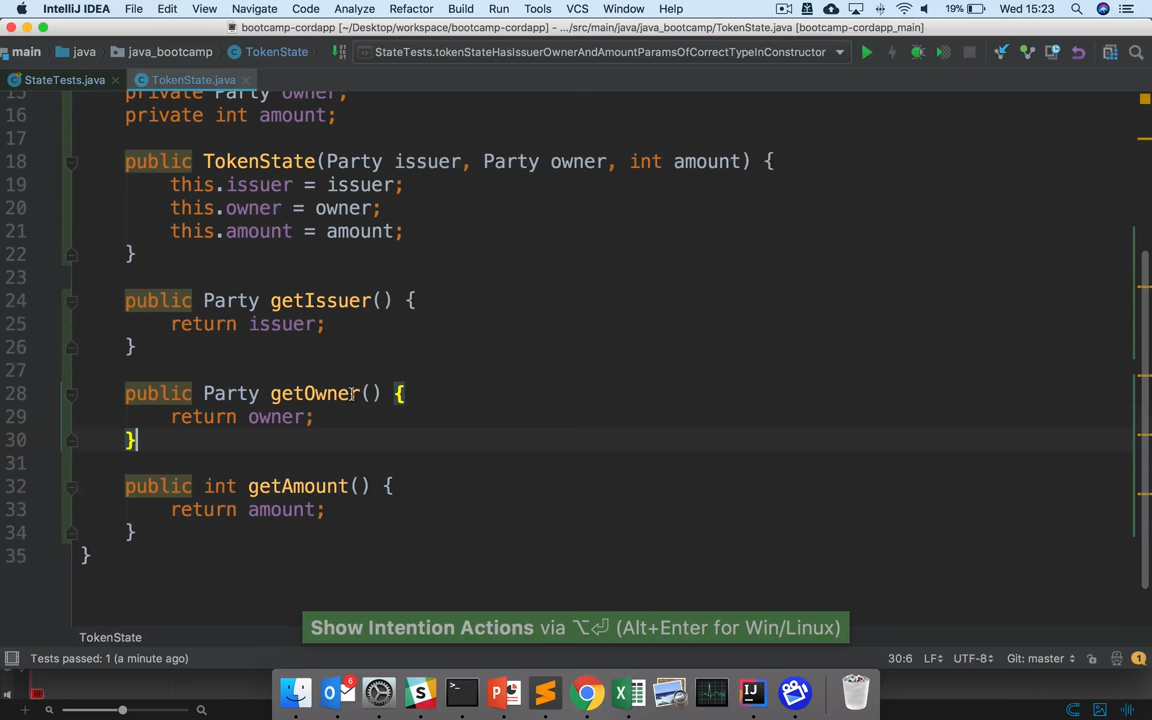 IntelliJ IDEA File Edit View Navigate Code Analyze Refactor Build Run Tools VCS Window Help 19% Wed 15:23
bootcamp-cordapp [~/Desktop/workspace/bootcamp-cordapp] - .../src/main/java/java_bootcamp/TokenState.java [bootcamp-cordapp_main]
main java java_bootcamp TokenState StateTests.tokenStateHasIssuerOwnerAndAmountParamsOfCorrectTypeInConstructor
StateTests.java TokenState.java
15 private Party owner;
16 private int amount;
17
18 public TokenState(Party issuer, Party owner, int amount) {
19 this.issuer = issuer;
20 this.owner = owner;
21 this.amount = amount;
22 }
23
24 public Party getIssuer() {
25 return issuer;
26 }
27
28 public Party getOwner() {
29 return owner;
30 }
31
32 public int getAmount() {
33 return amount;
34 }
35 }
Show Intention Actions via ⌥⏎ (Alt+Enter for Win/Linux)
TokenState
Tests passed: 1 (a minute ago) 30:6 LF UTF-8 Git: master 1
6